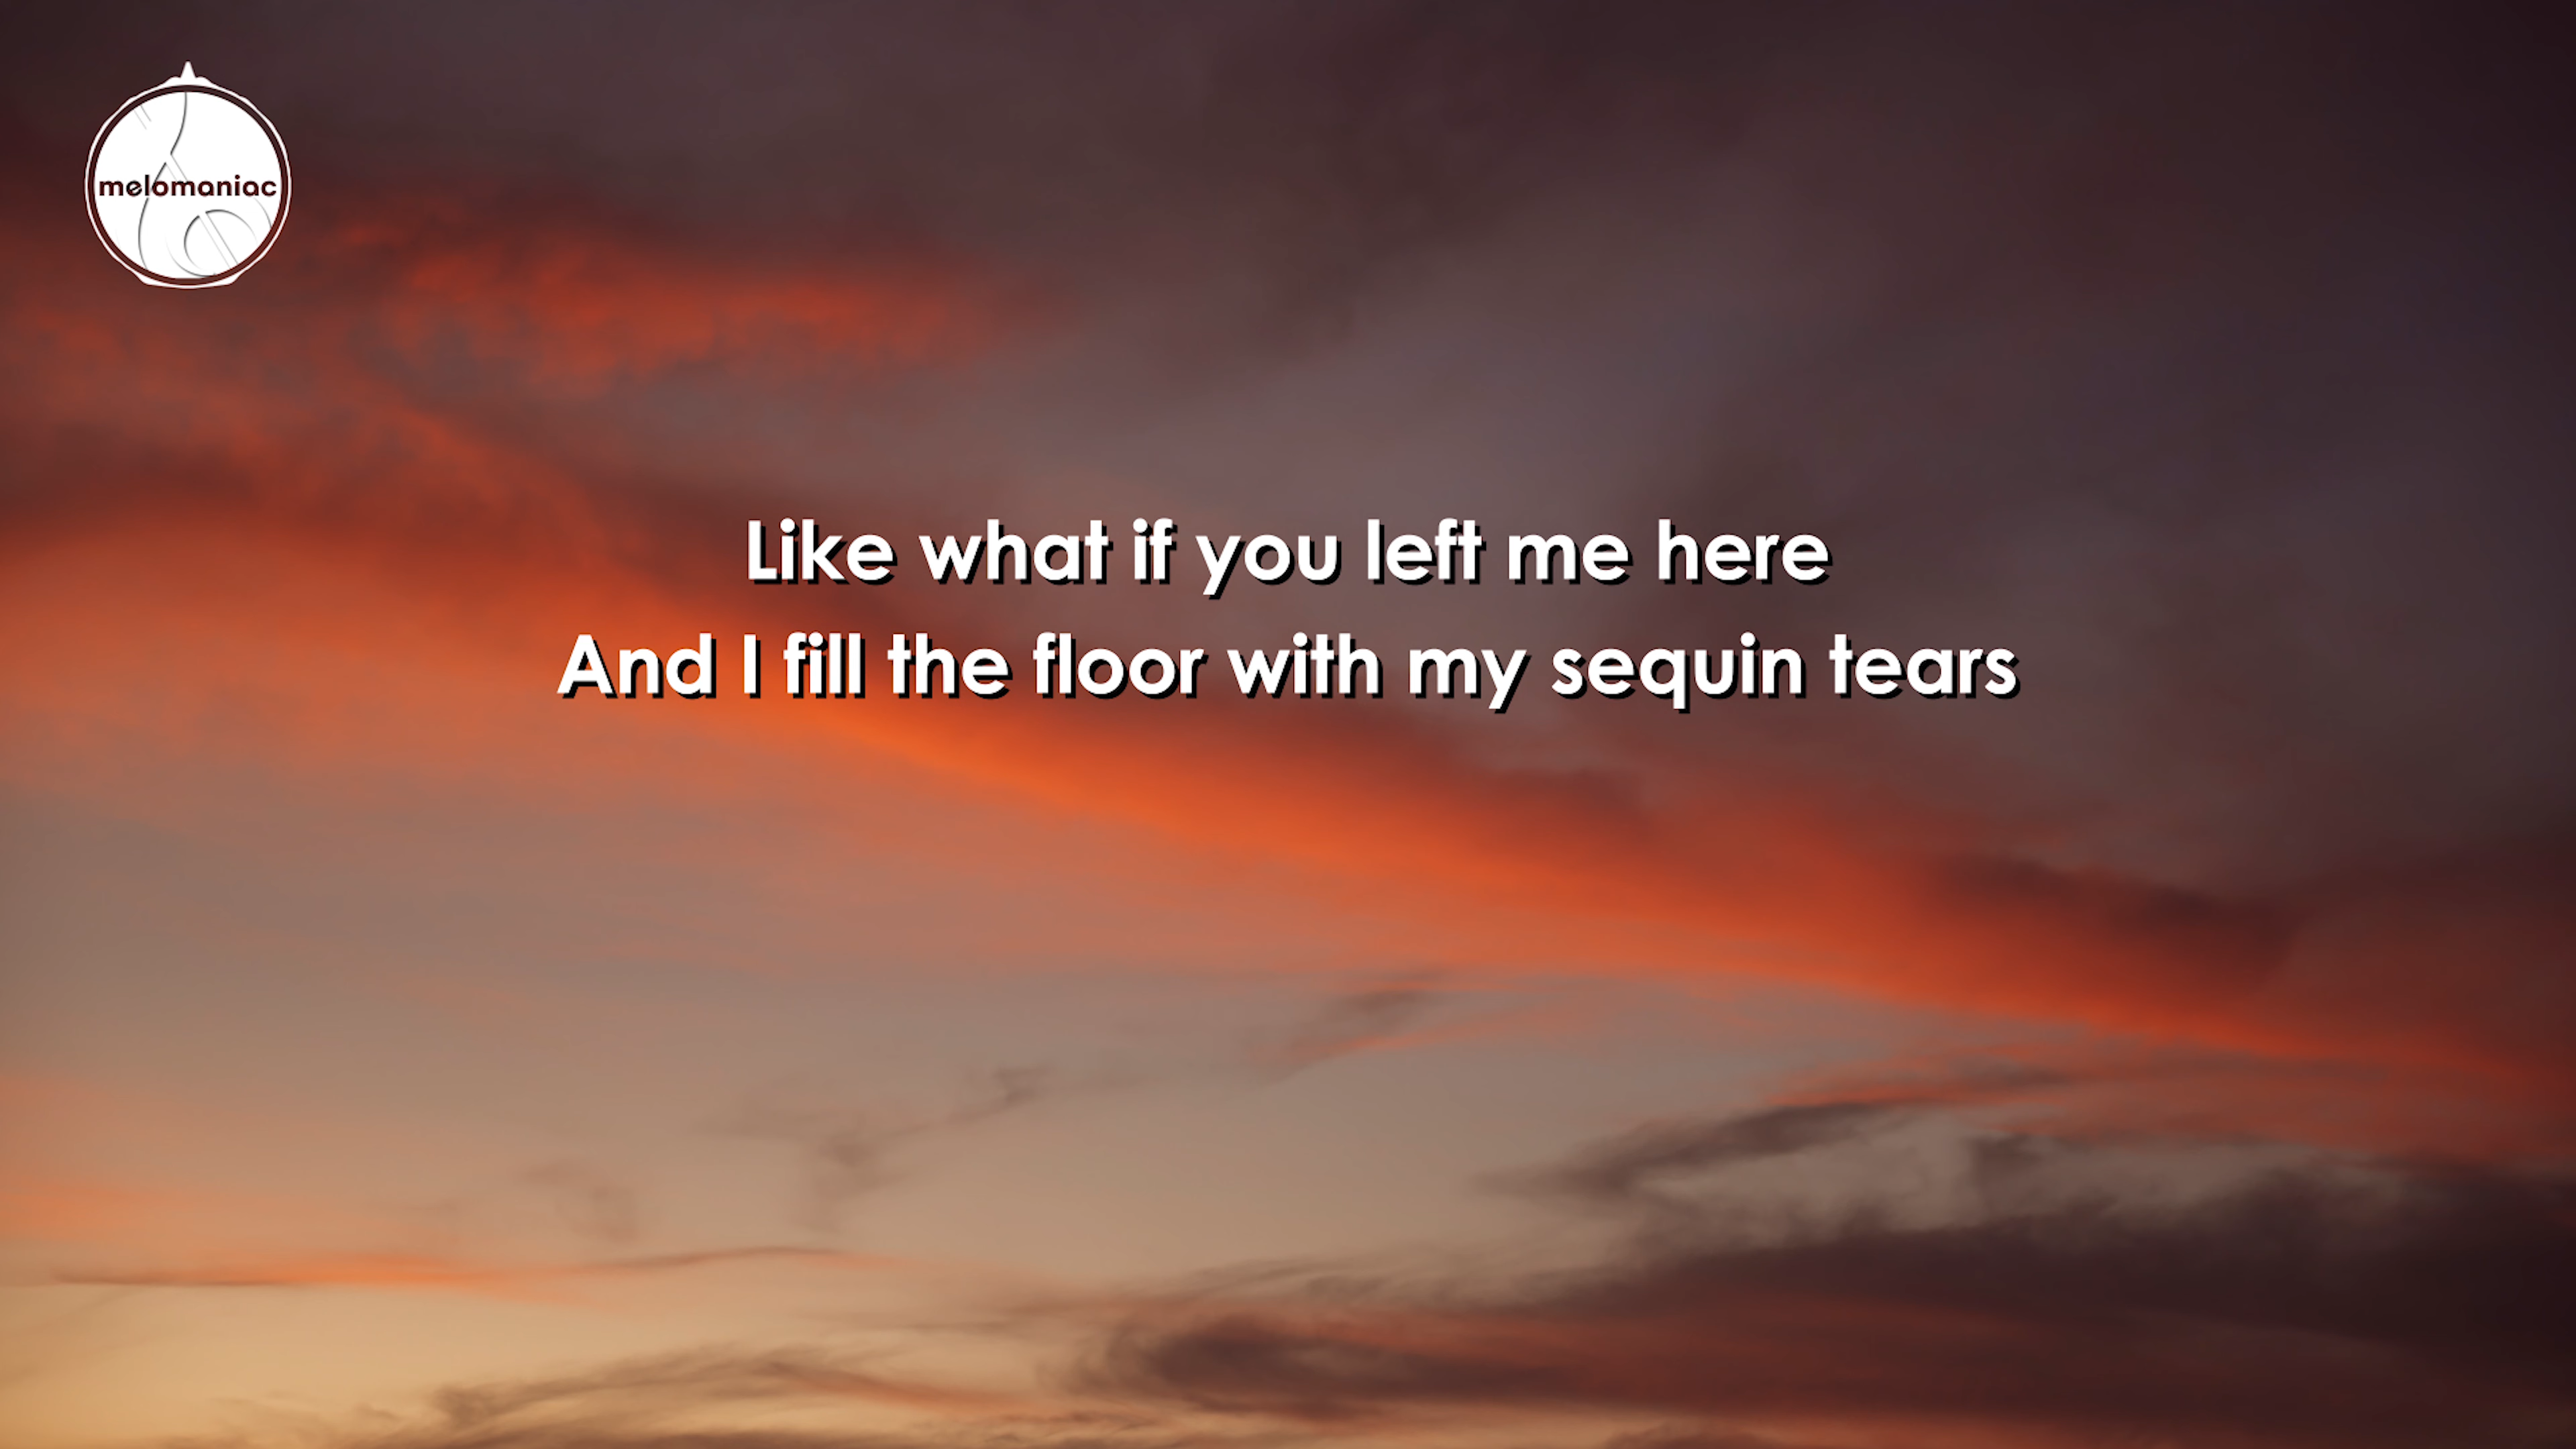 melomaniac
Like what if you left me here
And I fill the floor with my sequin tears